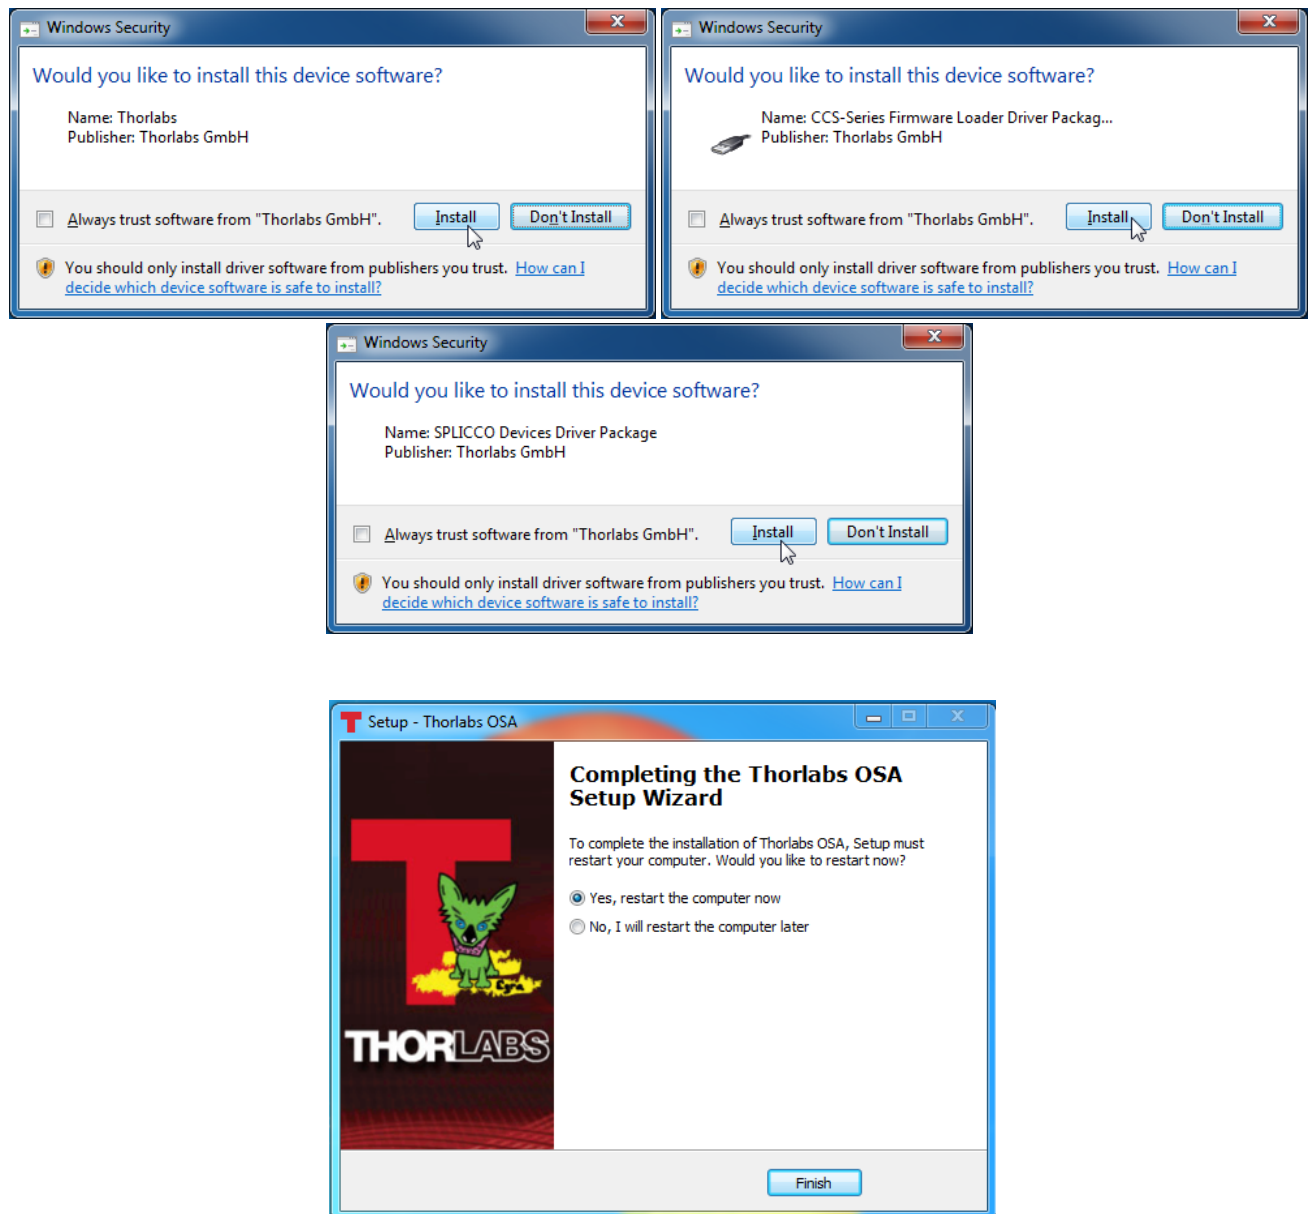 Windows Security
Would you like to install this device software?
Name: Thorlabs
Publisher: Thorlabs GmbH
Always trust software from "Thorlabs GmbH".
Install
Don't Install
You should only install driver software from publishers you trust. How can I
decide which device software is safe to install?
Windows Security
Would you like to install this device software?
Name: CCS-Series Firmware Loader Driver Packag...
Publisher: Thorlabs GmbH
Always trust software from "Thorlabs GmbH".
Install
Don't Install
You should only install driver software from publishers you trust. How can I
decide which device software is safe to install?
Windows Security
Would you like to install this device software?
Name: SPLICCO Devices Driver Package
Publisher: Thorlabs GmbH
Always trust software from "Thorlabs GmbH".
Install
Don't Install
You should only install driver software from publishers you trust. How can I
decide which device software is safe to install?
Setup - Thorlabs OSA
Completing the Thorlabs OSA
Setup Wizard
To complete the installation of Thorlabs OSA, Setup must
restart your computer. Would you like to restart now?
Yes, restart the computer now
No, I will restart the computer later
THORLABS
Finish